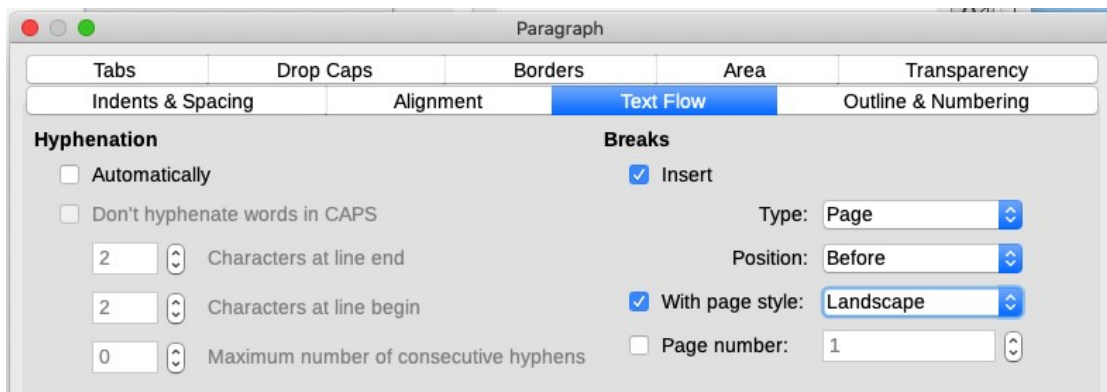 Paragraph
Tabs Drop Caps Borders Area Transparency
Indents & Spacing Alignment Text Flow Outline & Numbering
Hyphenation
Automatically
Don't hyphenate words in CAPS
2 Characters at line end
2 Characters at line begin
0 Maximum number of consecutive hyphens
Breaks
Insert
Type: Page
Position: Before
With page style: Landscape
Page number: 1